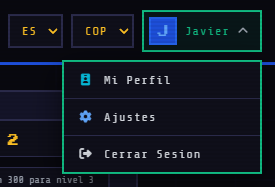 ES
COP
J Javier
Mi Perfil
Ajustes
2
Cerrar Sesion
300 para nivel 3